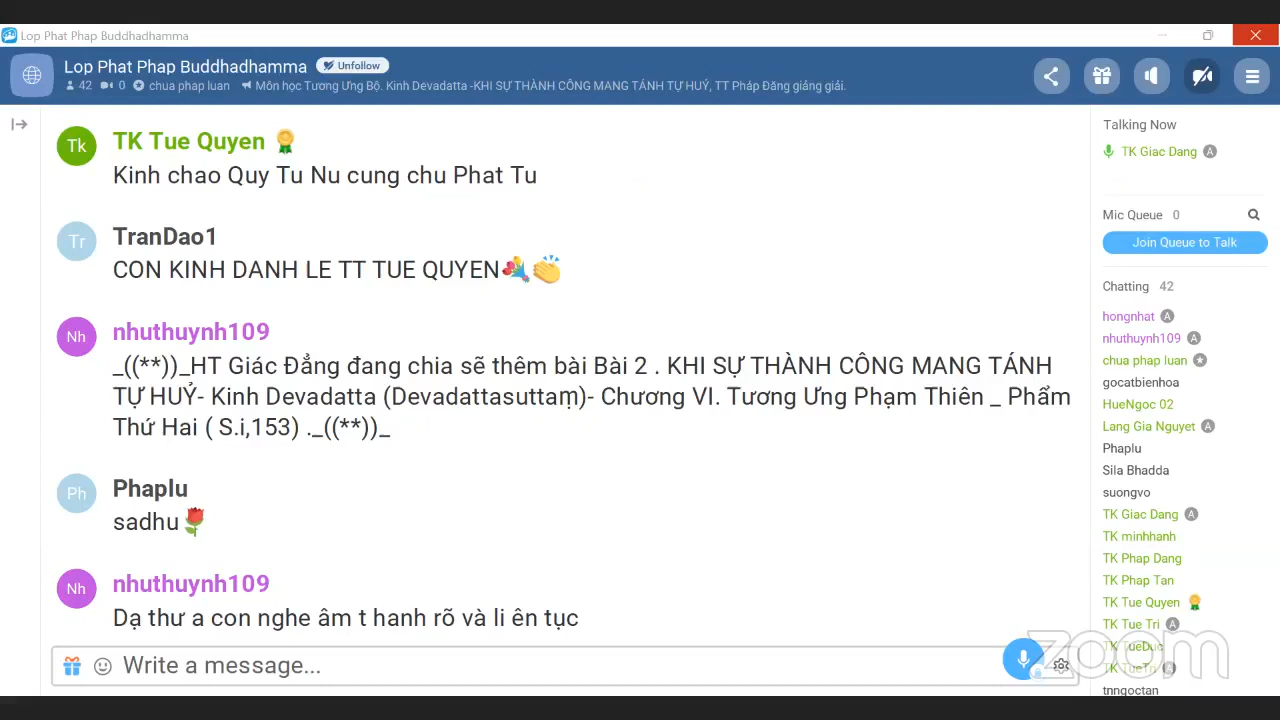 Lop Phat Phap Buddhadhamma
Lop Phat Phap Buddhadhamma Unfollow
42 0 chua phap luan Môn học Tương Ưng Bộ. Kinh Devadatta -KHI SỰ THÀNH CÔNG MANG TÁNH TỰ HUỶ, TT Pháp Đăng giảng giải.
Tk TK Tue Quyen
Kinh chao Quy Tu Nu cung chu Phat Tu
Tr TranDao1
CON KINH DANH LE TT TUE QUYEN
Nh nhuthuynh109
_((**))_HT Giác Đẳng đang chia sẽ thêm bài Bài 2 . KHI SỰ THÀNH CÔNG MANG TÁNH
TỰ HUỶ- Kinh Devadatta (Devadattasuttaṃ)- Chương VI. Tương Ưng Phạm Thiên _ Phẩm
Thứ Hai ( S.i,153) ._((**))_
Ph Phaplu
sadhu
Nh nhuthuynh109
Dạ thư a con nghe âm t hanh rõ và li ên tục
Write a message...
Talking Now
TK Giac Dang A
Mic Queue 0
Join Queue to Talk
Chatting 42
hongnhat A
nhuthuynh109 A
chua phap luan
gocatbienhoa
HueNgoc 02
Lang Gia Nguyet A
Phaplu
Sila Bhadda
suongvo
TK Giac Dang A
TK minhhanh
TK Phap Dang
TK Phap Tan
TK Tue Quyen
TK Tue Tri A
TK TueDuc
TK TueTri A
tnngoctan
zoom